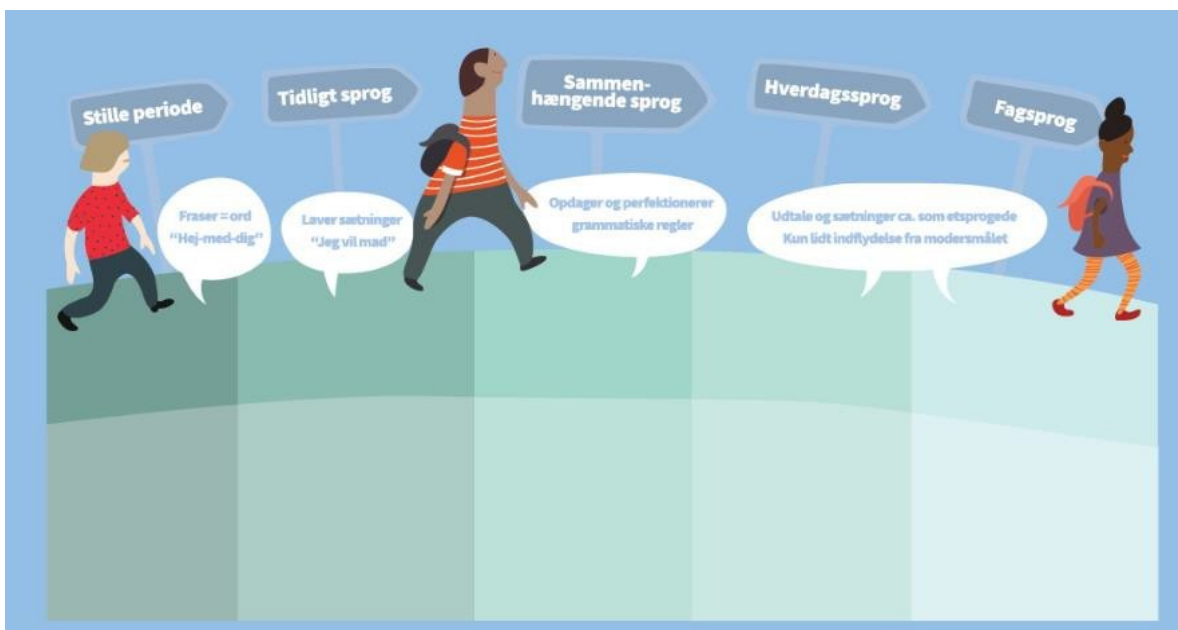 Stille periode
Tidligt sprog
Sammen-
hængende sprog
Hverdagssprog
Fagsprog
Fraser = ord
“Hej-med-dig”
Laver sætninger
“Jeg vil mad”
Opdager og perfektionerer
grammatiske regler
Udtale og sætninger ca. som etsprogede
Kun lidt indflydelse fra modersmålet